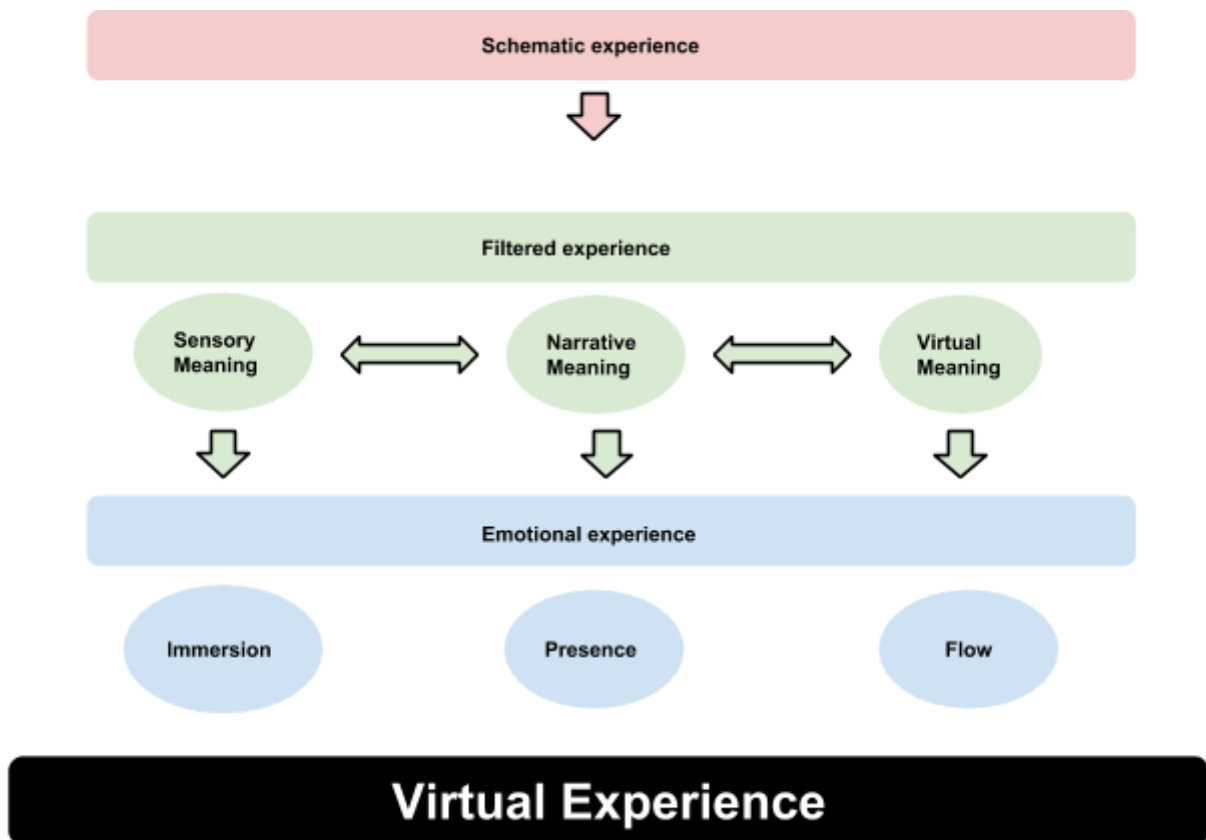 Schematic experience
Filtered experience
Sensory
Meaning
Narrative
Meaning
Virtual
Meaning
Emotional experience
Immersion
Presence
Flow
Virtual Experience